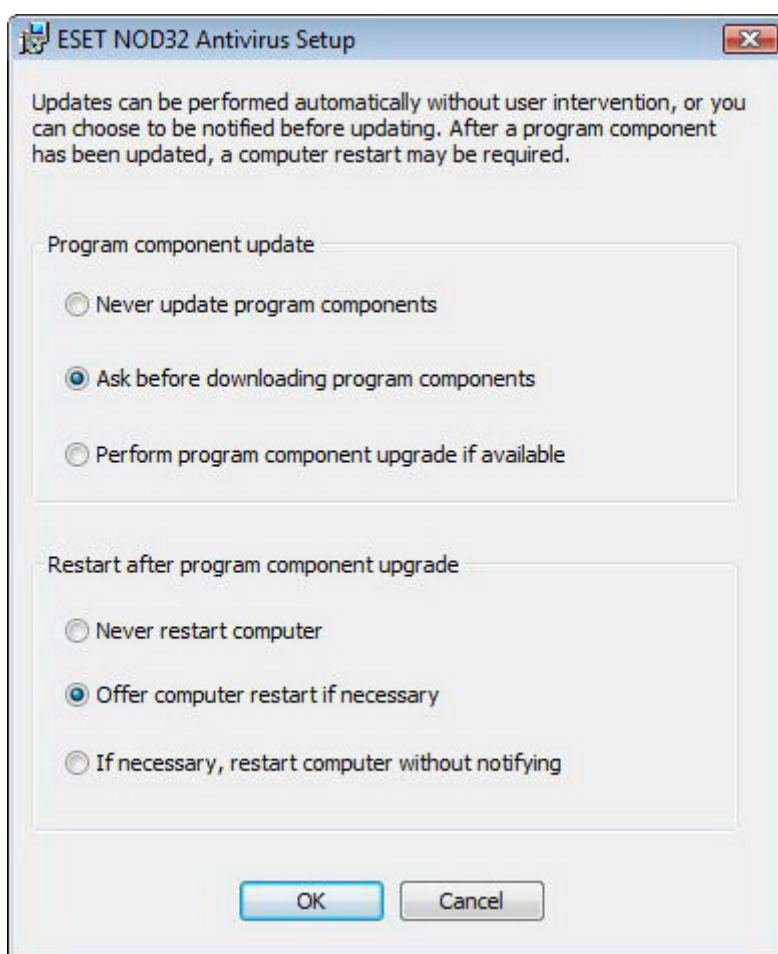 ESET NOD32 Antivirus Setup
Updates can be performed automatically without user intervention, or you
can choose to be notified before updating. After a program component
has been updated, a computer restart may be required.
Program component update
Never update program components
Ask before downloading program components
Perform program component upgrade if available
Restart after program component upgrade
Never restart computer
Offer computer restart if necessary
If necessary, restart computer without notifying
OK Cancel